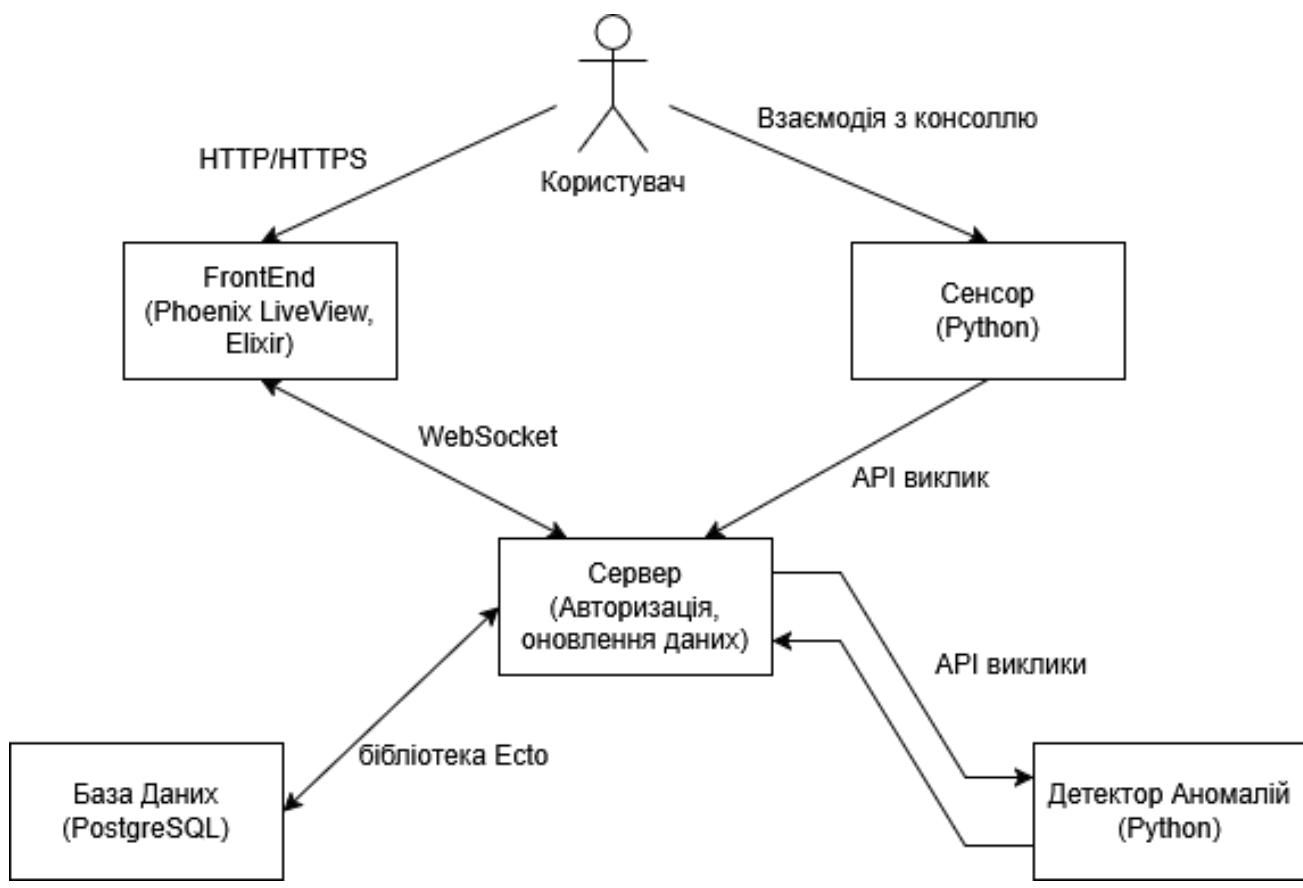 Взаємодія з консоллю
HTTP/HTTPS
Користувач
FrontEnd
(Phoenix LiveView,
Elixir)
Сенсор
(Python)
WebSocket
API виклик
Сервер
(Авторизація,
оновлення даних)
API виклики
бібліотека Ecto
База Даних
(PostgreSQL)
Детектор Аномалій
(Python)